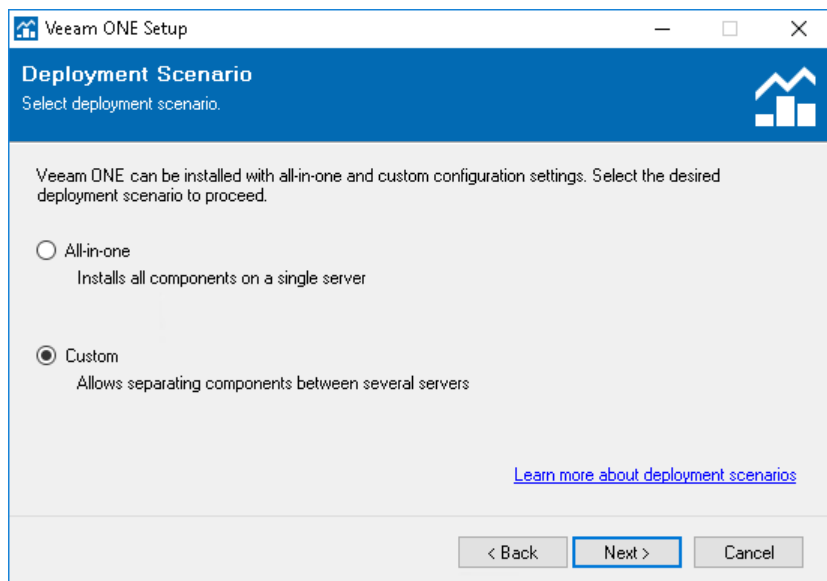 Veeam ONE Setup
Deployment Scenario
Select deployment scenario.
Veeam ONE can be installed with all-in-one and custom configuration settings. Select the desired
deployment scenario to proceed.
All-in-one
Installs all components on a single server
Custom
Allows separating components between several servers
Learn more about deployment scenarios
< Back Next > Cancel